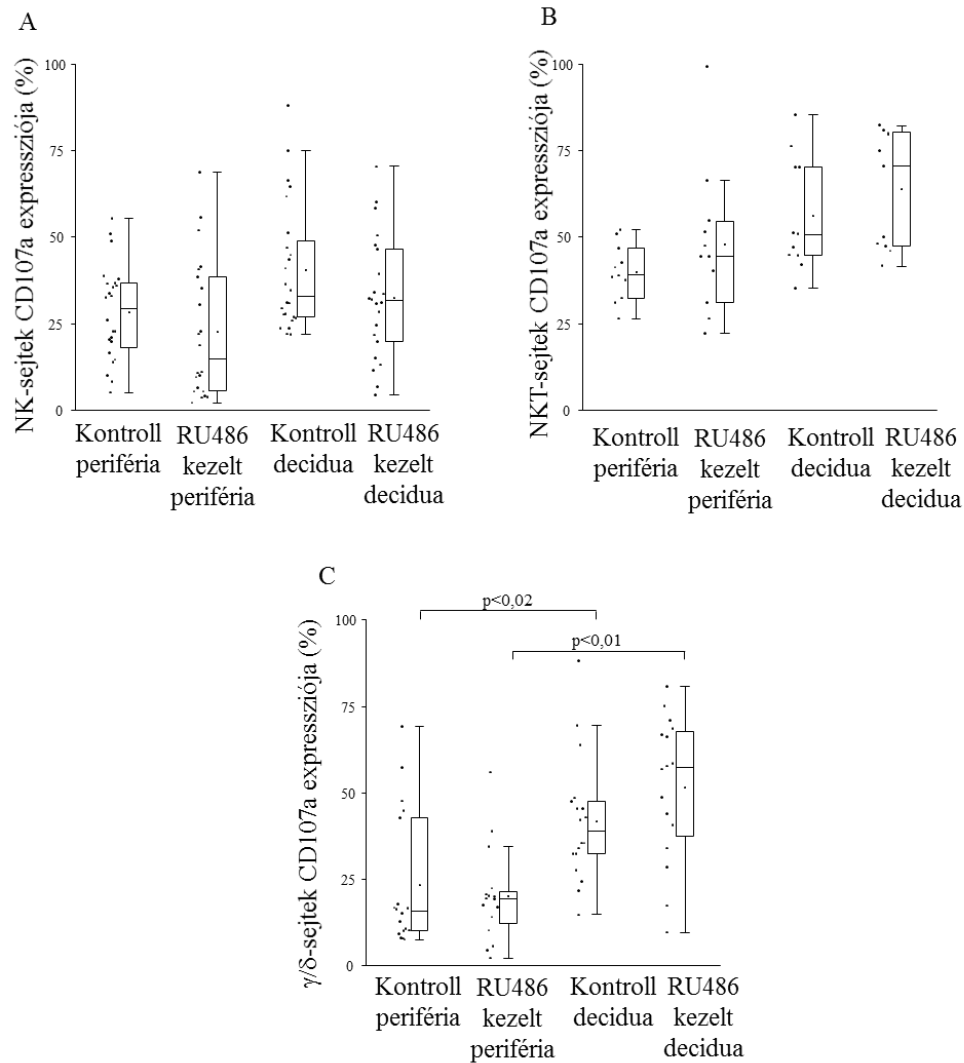 A
NK-sejtek CD107a expressziója (%)
100
75
50
25
0
Kontroll periféria
RU486 kezelt periféria
Kontroll decidua
RU486 kezelt decidua
B
NKT-sejtek CD107a expressziója (%)
100
75
50
25
0
Kontroll periféria
RU486 kezelt periféria
Kontroll decidua
RU486 kezelt decidua
C
γ/δ-sejtek CD107a expressziója (%)
p<0,02
p<0,01
100
75
50
25
0
Kontroll periféria
RU486 kezelt periféria
Kontroll decidua
RU486 kezelt decidua